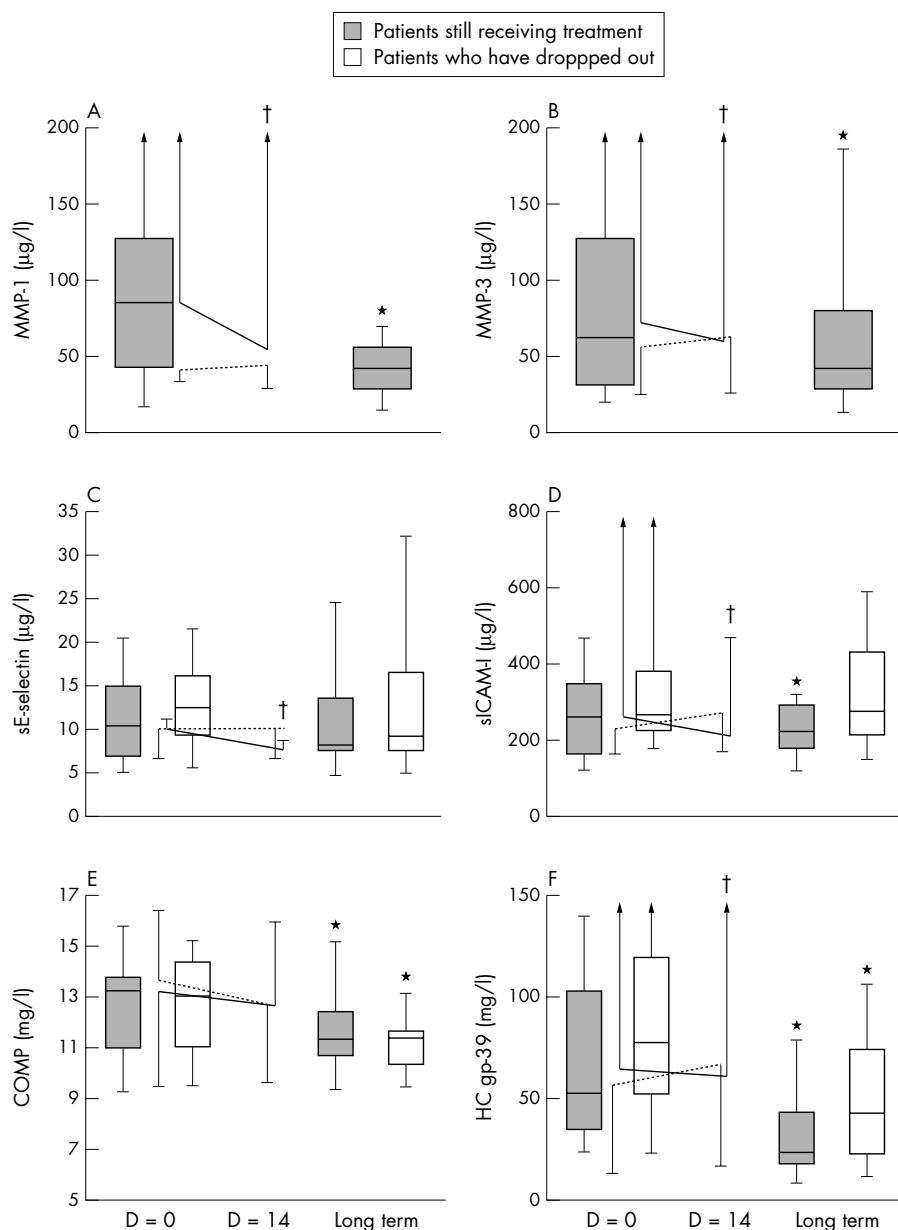 Patients still receiving treatment
Patients who have droppped out
A
†
200
150
100
50
0
MMP-1 (µg/l)
★
B
†
★
200
150
100
50
0
MMP-3 (µg/l)
C
35
30
25
20
15
10
5
0
sE-selectin (µg/l)
†
D
800
600
400
200
0
sICAM-I (µg/l)
†
★
E
17
15
13
11
9
7
5
COMP (mg/l)
★
★
D = 0 D = 14 Long term
F
†
150
100
50
0
HC gp-39 (mg/l)
★
★
D = 0 D = 14 Long term